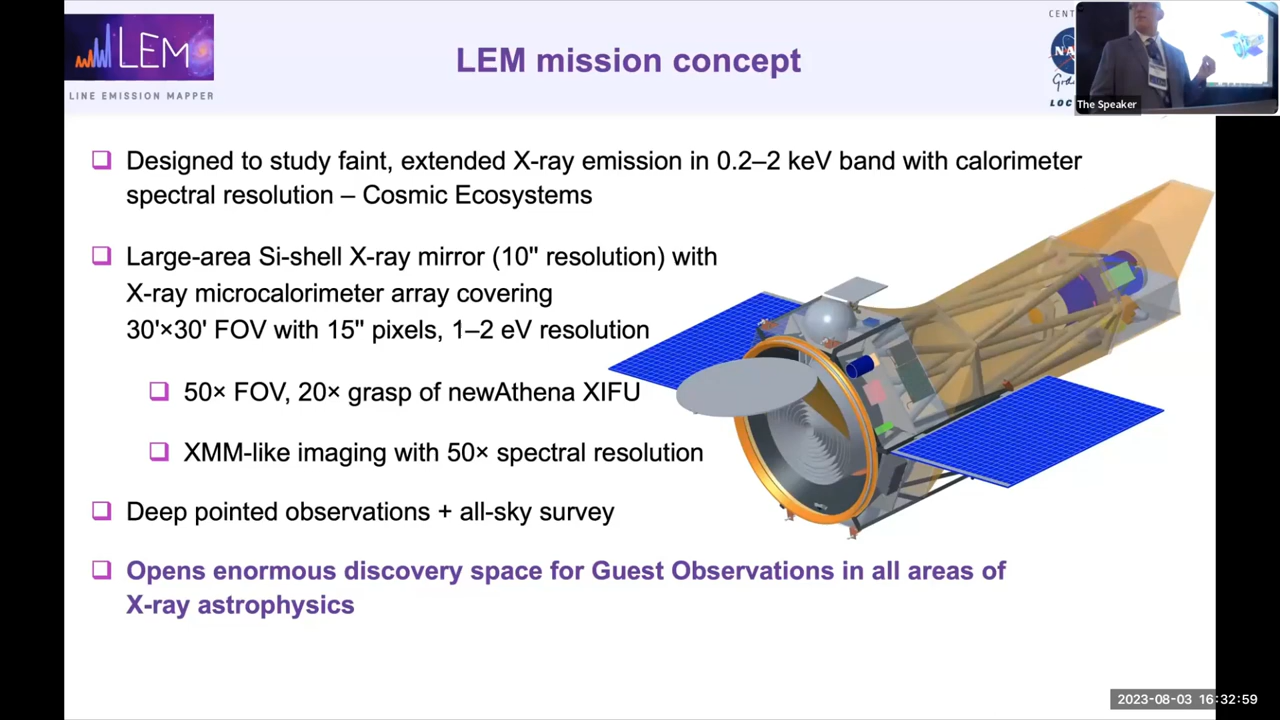 LEM
LINE EMISSION MAPPER
LEM mission concept
CENT
NA
God
LOC
The Speaker
❑ Designed to study faint, extended X-ray emission in 0.2–2 keV band with calorimeter
spectral resolution – Cosmic Ecosystems
❑ Large-area Si-shell X-ray mirror (10" resolution) with
X-ray microcalorimeter array covering
30'×30' FOV with 15" pixels, 1–2 eV resolution
❑ 50× FOV, 20× grasp of newAthena XIFU
❑ XMM-like imaging with 50× spectral resolution
❑ Deep pointed observations + all-sky survey
❑ Opens enormous discovery space for Guest Observations in all areas of
X-ray astrophysics
2023-08-03 16:32:59